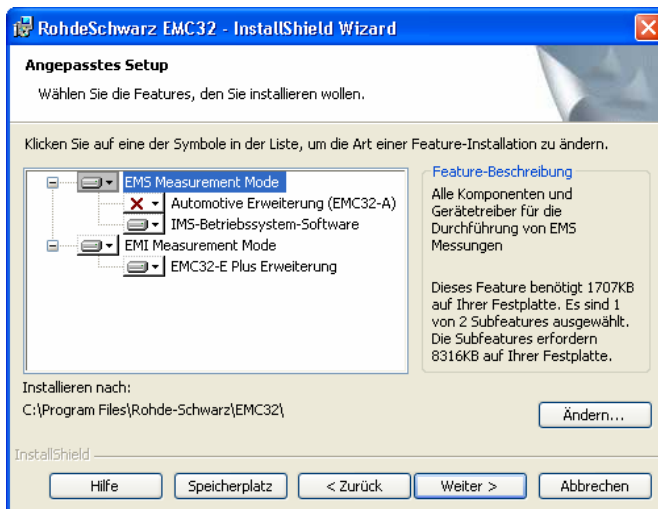 RohdeSchwarz EMC32 - InstallShield Wizard
Angepasstes Setup
Wählen Sie die Features, den Sie installieren wollen.
Klicken Sie auf eine der Symbole in der Liste, um die Art einer Feature-Installation zu ändern.
EMS Measurement Mode
Automotive Erweiterung (EMC32-A)
IMS-Betriebssystem-Software
EMI Measurement Mode
EMC32-E Plus Erweiterung
Feature-Beschreibung
Alle Komponenten und
Gerätetreiber für die
Durchführung von EMS
Messungen
Dieses Feature benötigt 1707KB
auf Ihrer Festplatte. Es sind 1
von 2 Subfeatures ausgewählt.
Die Subfeatures erfordern
8316KB auf Ihrer Festplatte.
Installieren nach:
C:\Program Files\Rohde-Schwarz\EMC32\
Ändern...
InstallShield
Hilfe
Speicherplatz
< Zurück
Weiter >
Abbrechen